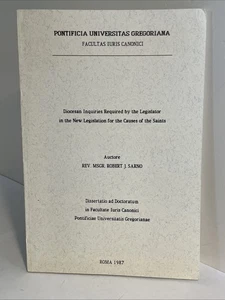 PONTIFICIA UNIVERSITAS GREGORIANA
FACULTAS IURIS CANONICI
Diocesan Inquiries Required by the Legislator
in the New Legislation for the Causes of the Saints
Auctore
REV. MSGR. ROBERT J. SARNO
Dissertatio ad Doctoratum
in Facultate Iuris Canonici
Pontificiae Universitatis Gregorianae
ROMA 1987